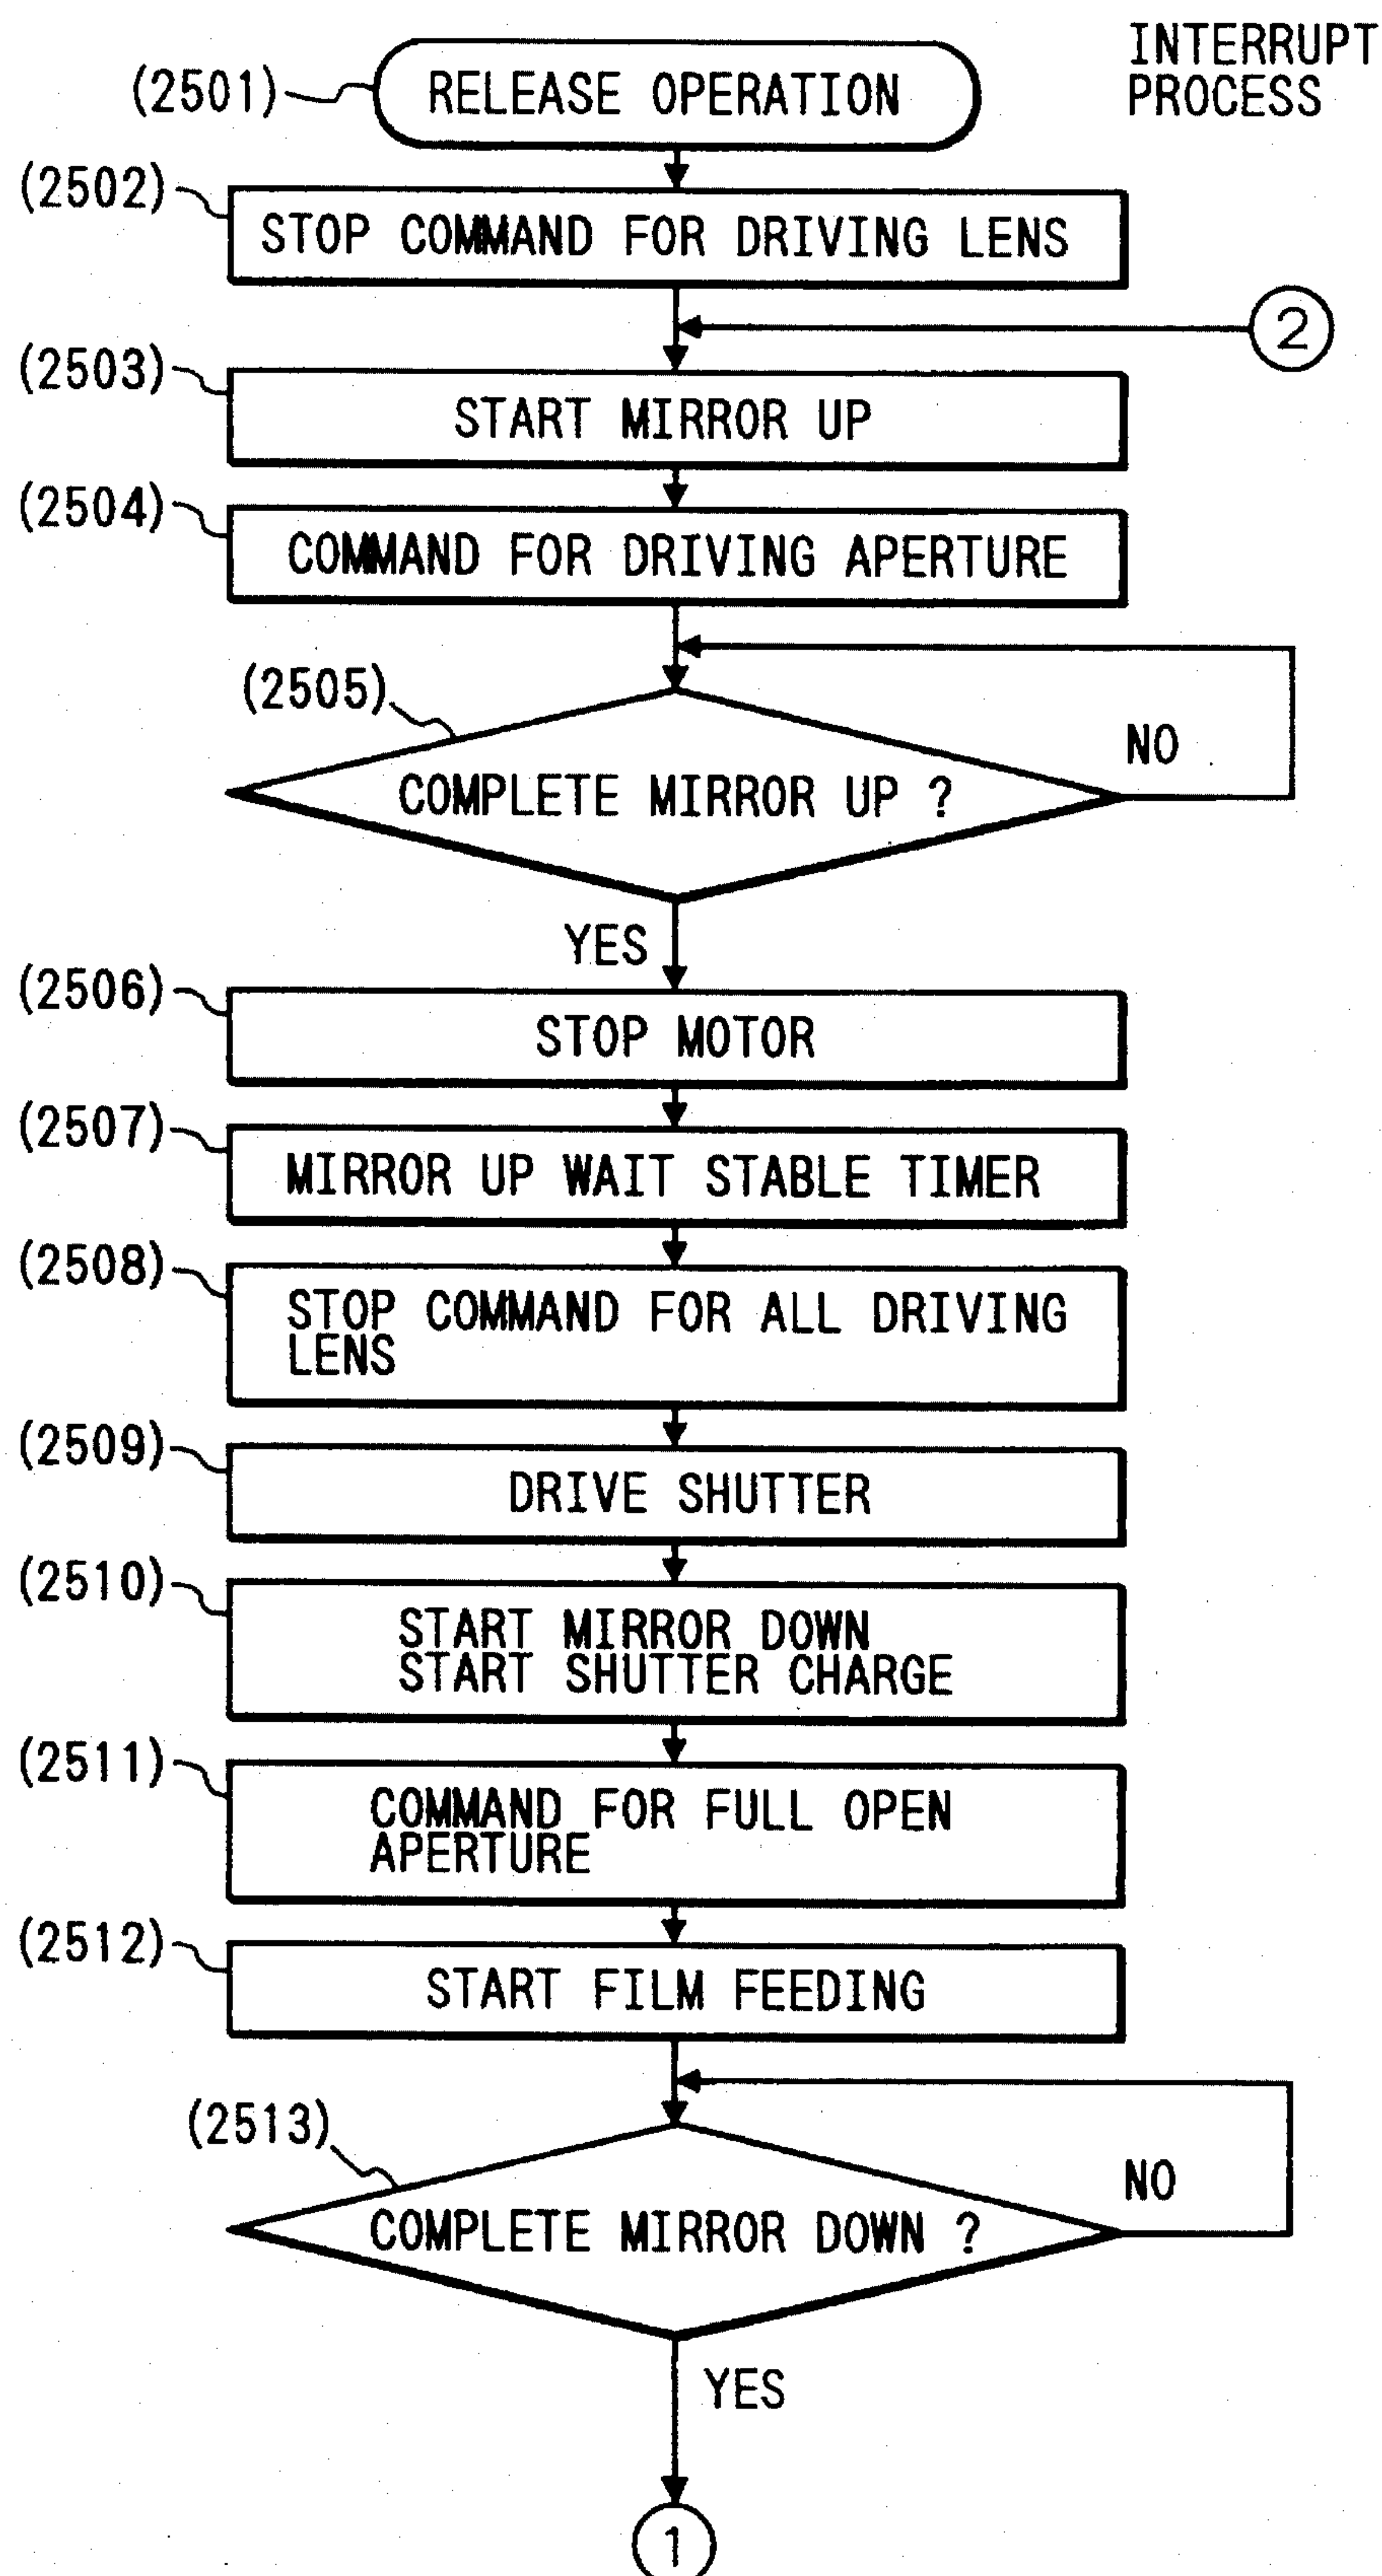 INTERRUPT
PROCESS
(2501)
RELEASE OPERATION
(2502)
STOP COMMAND FOR DRIVING LENS
2
(2503)
START MIRROR UP
(2504)
COMMAND FOR DRIVING APERTURE
(2505)
NO
COMPLETE MIRROR UP ?
YES
(2506)
STOP MOTOR
(2507)
MIRROR UP WAIT STABLE TIMER
(2508)
STOP COMMAND FOR ALL DRIVING
LENS
(2509)
DRIVE SHUTTER
(2510)
START MIRROR DOWN
START SHUTTER CHARGE
(2511)
COMMAND FOR FULL OPEN
APERTURE
(2512)
START FILM FEEDING
(2513)
NO
COMPLETE MIRROR DOWN ?
YES
1